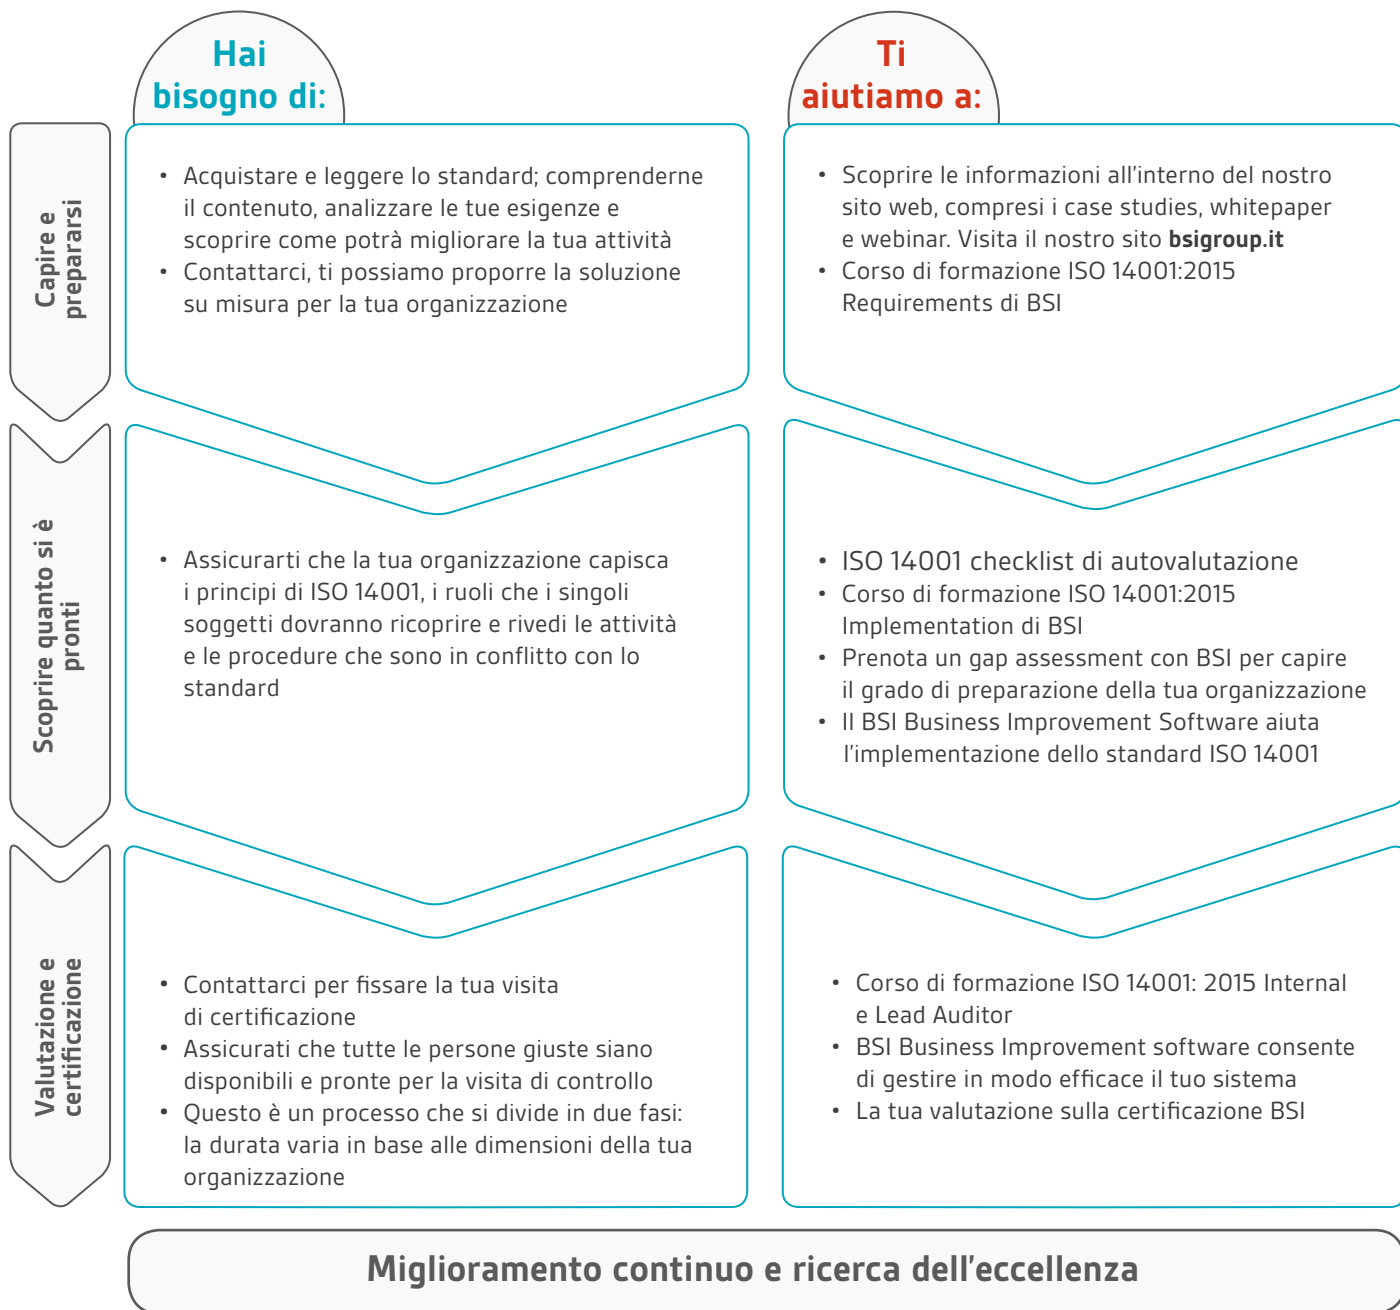 Hai
bisogno di:
Ti
aiutiamo a:
Capire e
prepararsi
• Acquistare e leggere lo standard; comprenderne
il contenuto, analizzare le tue esigenze e
scoprire come potrà migliorare la tua attività
• Contattarci, ti possiamo proporre la soluzione
su misura per la tua organizzazione
• Scoprire le informazioni all'interno del nostro
sito web, compresi i case studies, whitepaper
e webinar. Visita il nostro sito bsigroup.it
• Corso di formazione ISO 14001:2015
Requirements di BSI
Scoprire quanto si è
pronti
• Assicurarti che la tua organizzazione capisca
i principi di ISO 14001, i ruoli che i singoli
soggetti dovranno ricoprire e rivedi le attività
e le procedure che sono in conflitto con lo
standard
• ISO 14001 checklist di autovalutazione
• Corso di formazione ISO 14001:2015
Implementation di BSI
• Prenota un gap assessment con BSI per capire
il grado di preparazione della tua organizzazione
• Il BSI Business Improvement Software aiuta
l'implementazione dello standard ISO 14001
Valutazione e
certificazione
• Contattarci per fissare la tua visita
di certificazione
• Assicurati che tutte le persone giuste siano
disponibili e pronte per la visita di controllo
• Questo è un processo che si divide in due fasi:
la durata varia in base alle dimensioni della tua
organizzazione
• Corso di formazione ISO 14001: 2015 Internal
e Lead Auditor
• BSI Business Improvement software consente
di gestire in modo efficace il tuo sistema
• La tua valutazione sulla certificazione BSI
Miglioramento continuo e ricerca dell'eccellenza